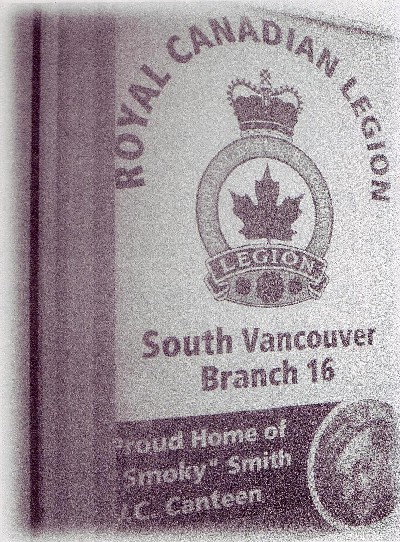 ROYAL CANADIAN LEGION
LEGION
South Vancouver
Branch 16
Proud Home of
"Smoky" Smith
V.C. Canteen